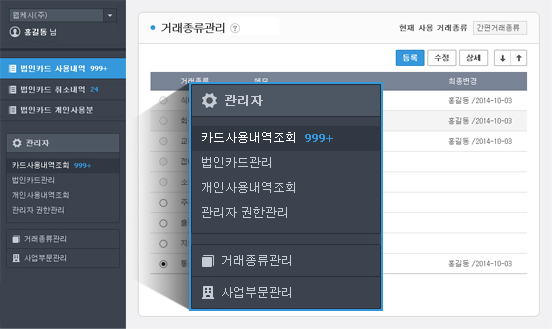 웹케시(주)
홍길동 님
법인카드 사용내역 999+
법인카드 취소내역 24
법인카드 개인사용분
관리자
카드사용내역조회 999+
법인카드관리
개인사용내역조회
관리자 권한관리
거래종류관리
사업부문관리
거래종류관리 ?
현재 사용 거래종류 간편거래종류
등록 수정 상세
거래종류 메모 최종변경
홍길동 /2014-10-03
홍길동 /2014-10-03
홍길동 /2014-10-03
홍길동 /2014-10-03
관리자
카드사용내역조회 999+
법인카드관리
개인사용내역조회
관리자 권한관리
거래종류관리
사업부문관리